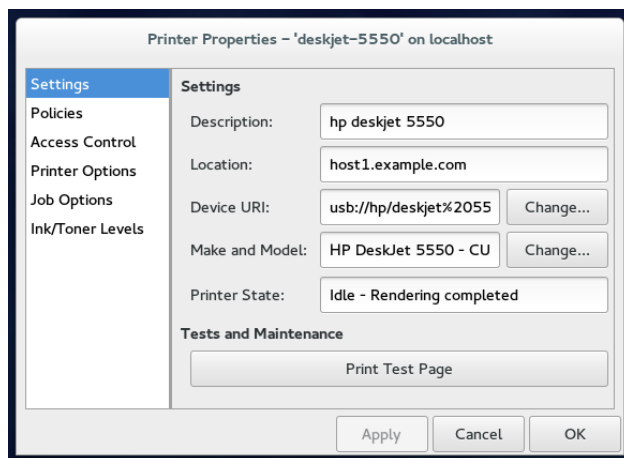 Printer Properties – 'deskjet-5550' on localhost
Settings
Policies
Access Control
Printer Options
Job Options
Ink/Toner Levels
Settings
Description: hp deskjet 5550
Location: host1.example.com
Device URI: usb://hp/deskjet%2055 Change...
Make and Model: HP DeskJet 5550 - CU Change...
Printer State: Idle - Rendering completed
Tests and Maintenance
Print Test Page
Apply Cancel OK